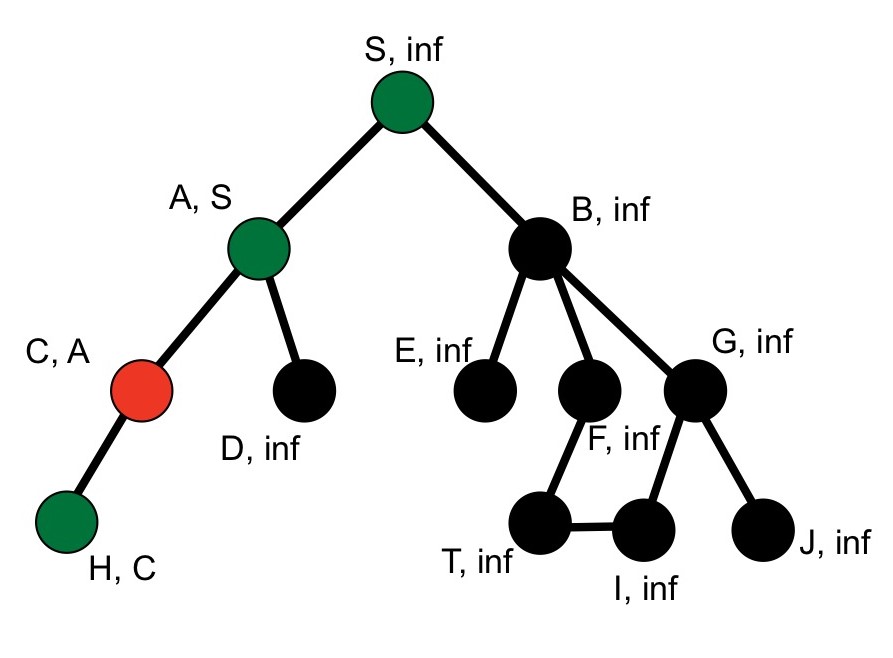 S, inf
A, S
B, inf
C, A
E, inf
G, inf
D, inf
F, inf
H, C
T, inf
I, inf
J, inf